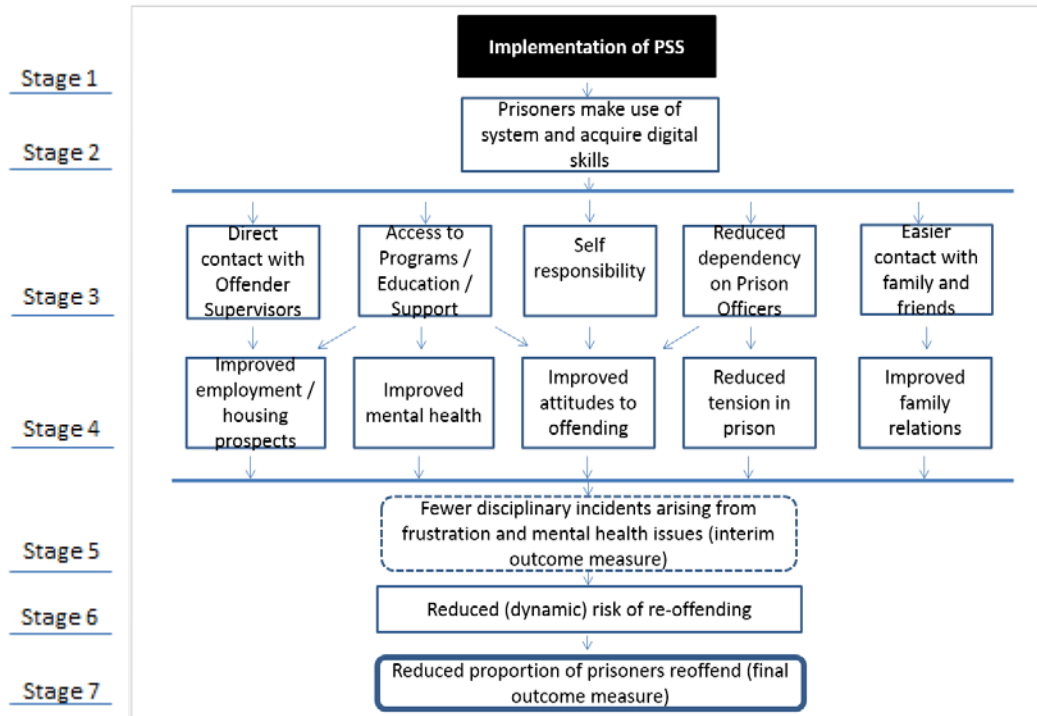 Implementation of PSS
Stage 1
Prisoners make use of
system and acquire digital
skills
Stage 2
Direct
contact with
Offender
Supervisors
Access to
Programs /
Education /
Support
Self
responsibility
Reduced
dependency
on Prison
Officers
Easier
contact with
family and
friends
Stage 3
Improved
employment /
housing
prospects
Improved
mental health
Improved
attitudes to
offending
Reduced
tension in
prison
Improved
family
relations
Stage 4
Fewer disciplinary incidents arising from
frustration and mental health issues (interim
outcome measure)
Stage 5
Reduced (dynamic) risk of re-offending
Stage 6
Reduced proportion of prisoners reoffend (final
outcome measure)
Stage 7